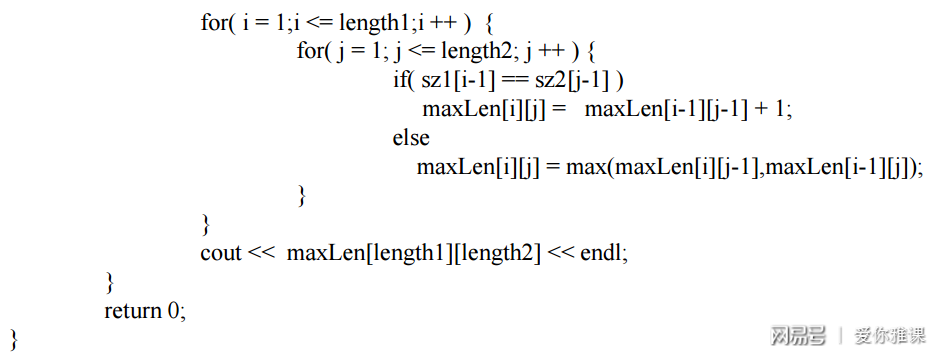 for( i = 1;i <= length1;i ++ ) {
for( j = 1; j <= length2; j ++ ) {
if( sz1[i-1] == sz2[j-1] )
maxLen[i][j] = maxLen[i-1][j-1] + 1;
else
maxLen[i][j] = max(maxLen[i][j-1],maxLen[i-1][j]);
}
}
cout << maxLen[length1][length2] << endl;
}
return 0;
}
网易号 | 爱你雅课